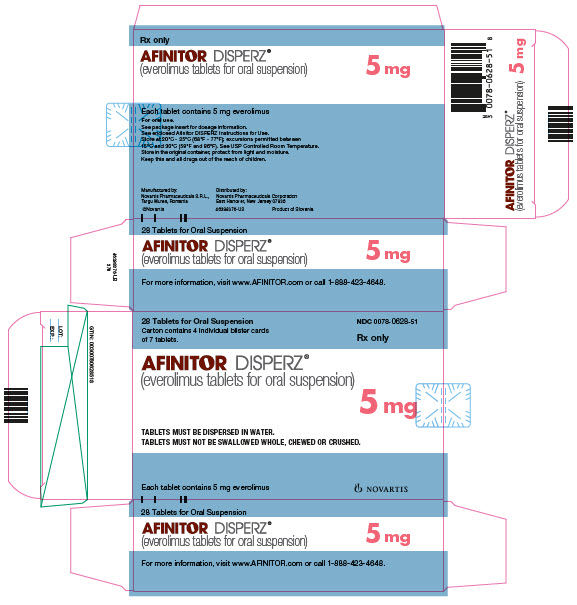 Rx only
AFINITOR DISPERZ®
(everolimus tablets for oral suspension)
5 mg
Each tablet contains 5 mg everolimus
For oral use.
See package insert for dosage information.
See enclosed Afinitor DISPERZ Instructions for Use.
Store at 20°C - 25°C (68°F - 77°F); excursions permitted between
15°C and 30°C (59°F and 86°F). See USP Controlled Room Temperature.
Store in the original container, protect from light and moisture.
Keep this and all drugs out of the reach of children.
Manufactured by:
Novartis Pharmaceuticals S.R.L.,
Targu Mures, Romania
©Novartis
Distributed by:
Novartis Pharmaceuticals Corporation
East Hanover, New Jersey 07936
Product of Slovenia
N3 0078-0628-51 8
AFINITOR DISPERZ®
(everolimus tablets for oral suspension)
5 mg
28 Tablets for Oral Suspension
AFINITOR DISPERZ®
(everolimus tablets for oral suspension)
5 mg
For more information, visit www.AFINITOR.com or call 1-888-423-4648.
LOT:
EXP.:
28 Tablets for Oral Suspension
Carton contains 4 individual blister cards
of 7 tablets.
NDC 0078-0628-51
Rx only
AFINITOR DISPERZ®
(everolimus tablets for oral suspension)
5 mg
TABLETS MUST BE DISPERSED IN WATER.
TABLETS MUST NOT BE SWALLOWED WHOLE, CHEWED OR CRUSHED.
Each tablet contains 5 mg everolimus
NOVARTIS
28 Tablets for Oral Suspension
AFINITOR DISPERZ®
(everolimus tablets for oral suspension)
5 mg
For more information, visit www.AFINITOR.com or call 1-888-423-4648.